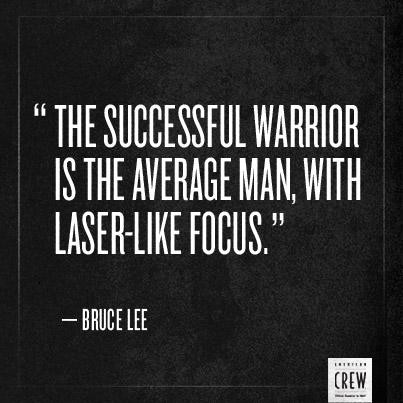 “ THE SUCCESSFUL WARRIOR
IS THE AVERAGE MAN, WITH
LASER-LIKE FOCUS.”
— BRUCE LEE
AMERICAN
CREW